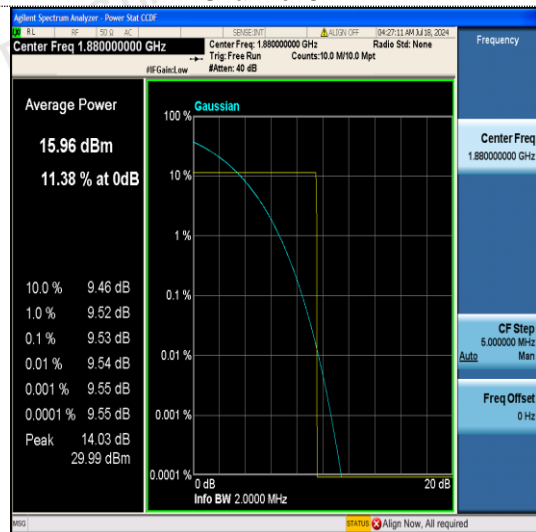 Agilent Spectrum Analyzer - Power Stat CCDF
RL RF 50 Ω AC SENSE:INT ALIGN OFF 04:27:11 AM Jul 18, 2024
Center Freq 1.880000000 GHz
Center Freq: 1.880000000 GHz Radio Std: None
Trig: Free Run Counts:10.0 M/10.0 Mpt
#IFGain:Low #Atten: 40 dB
Frequency
Average Power
15.96 dBm
11.38 % at 0dB
10.0 % 9.46 dB
1.0 % 9.52 dB
0.1 % 9.53 dB
0.01 % 9.54 dB
0.001 % 9.55 dB
0.0001 % 9.55 dB
Peak 14.03 dB
29.99 dBm
Gaussian
100 %
10 %
1 %
0.1 %
0.01 %
0.001 %
0.0001 %
0 dB 20 dB
Info BW 2.0000 MHz
Center Freq
1.880000000 GHz
CF Step
5.000000 MHz
Auto Man
Freq Offset
0 Hz
MSG STATUS Align Now, All required